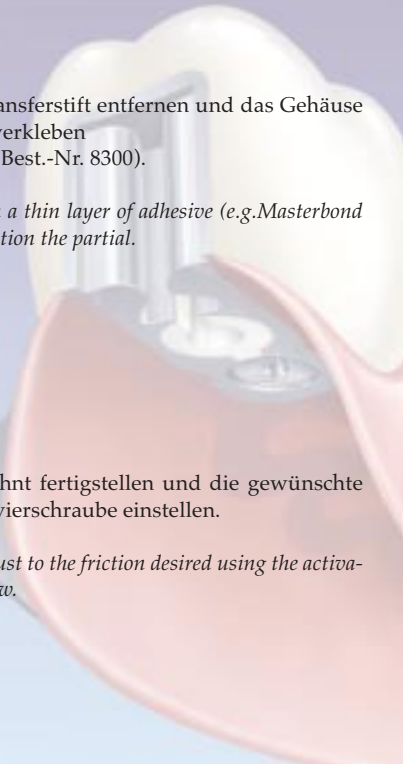 ansferstift entfernen und das Gehäuse
verkleben
Best.-Nr. 8300).
a thin layer of adhesive (e.g.Masterbond
tion the partial.
hnt fertigstellen und die gewünschte
vierschraube einstellen.
ust to the friction desired using the activa-
w.